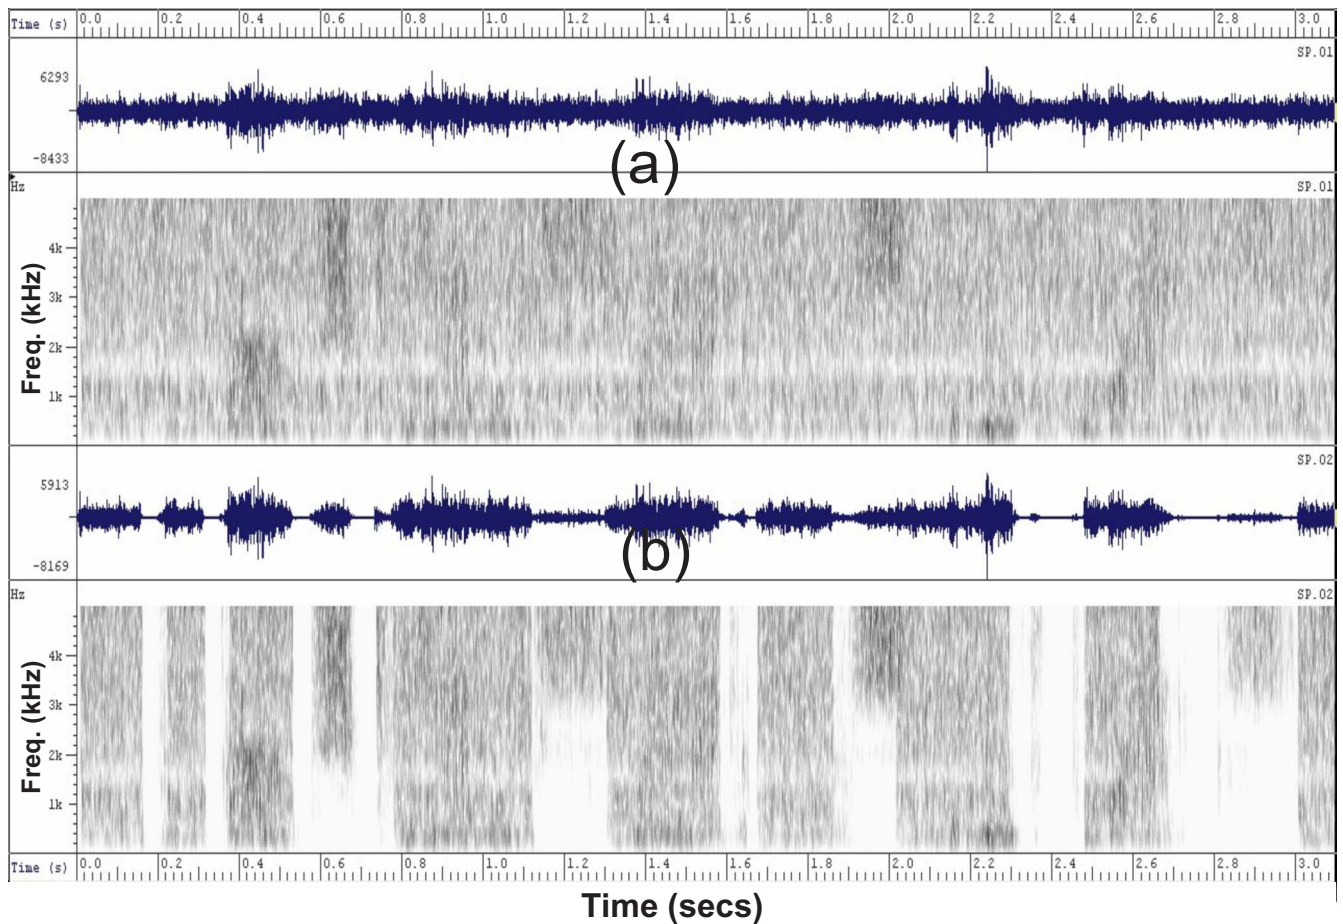 Time (s) 0.0 0.2 0.4 0.6 0.8 1.0 1.2 1.4 1.6 1.8 2.0 2.2 2.4 2.6 2.8 3.0
SP.01
6293
-8433
(a)
Hz SP.01
4k
3k
2k
1k
Freq. (kHz)
SP.02
5913
-8169
(b)
Hz SP.02
4k
3k
2k
1k
Freq. (kHz)
Time (s) 0.0 0.2 0.4 0.6 0.8 1.0 1.2 1.4 1.6 1.8 2.0 2.2 2.4 2.6 2.8 3.0
Time (secs)